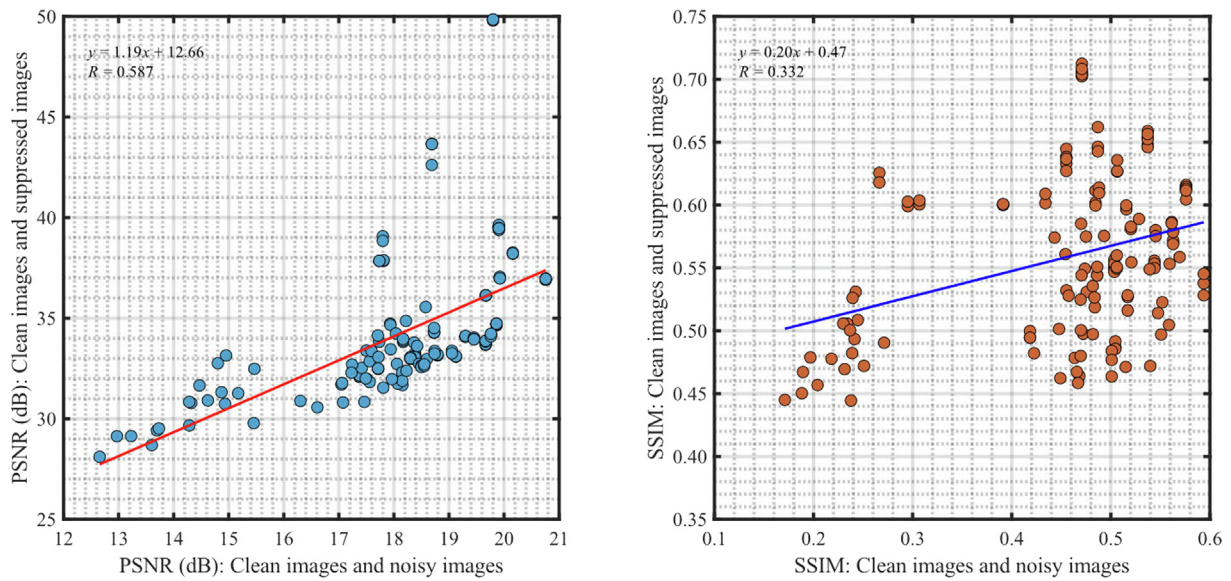 50
45
40
35
30
25
12 13 14 15 16 17 18 19 20 21
PSNR (dB): Clean images and suppressed images
PSNR (dB): Clean images and noisy images
y = 1.19x + 12.66
R = 0.587
0.75
0.70
0.65
0.60
0.55
0.50
0.45
0.40
0.35
0.1 0.2 0.3 0.4 0.5 0.6
SSIM: Clean images and suppressed images
SSIM: Clean images and noisy images
y = 0.20x + 0.47
R = 0.332